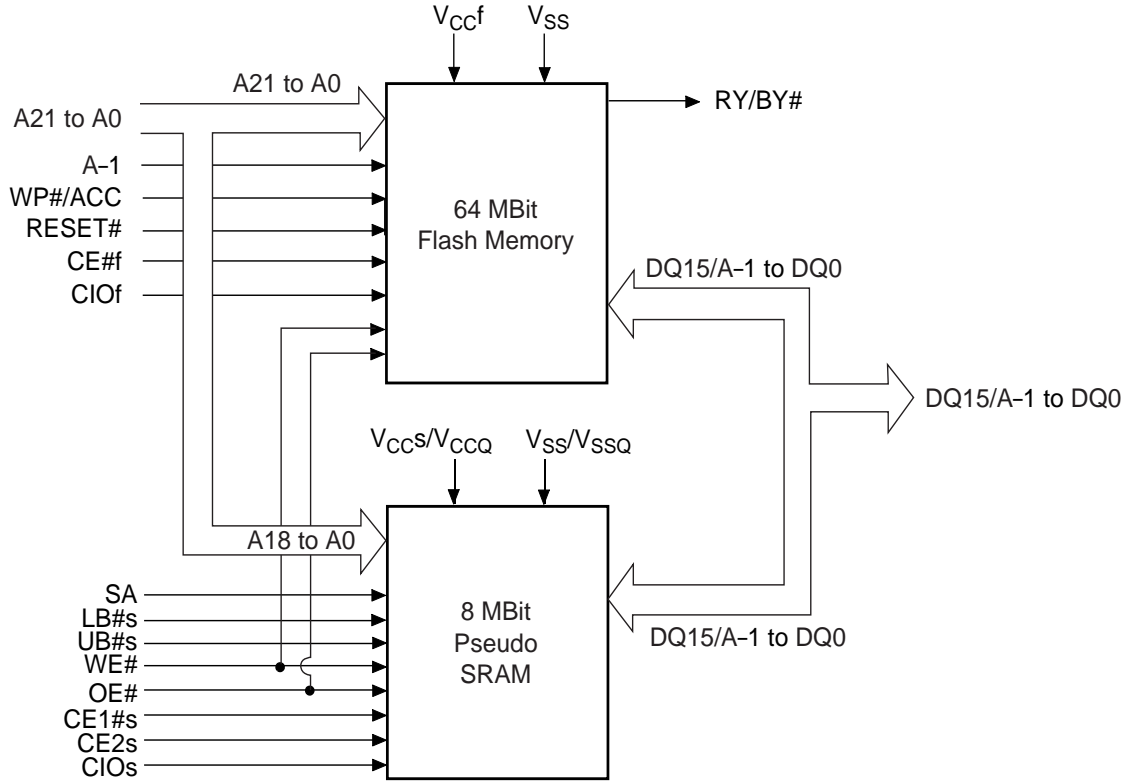 VCCf
VSS
A21 to A0
A21 to A0
RY/BY#
A–1
WP#/ACC
RESET#
CE#f
CIOf
64 MBit
Flash Memory
DQ15/A–1 to DQ0
DQ15/A–1 to DQ0
VCCs/VCCQ
VSS/VSSQ
A18 to A0
SA
LB#s
UB#s
WE#
OE#
CE1#s
CE2s
CIOs
8 MBit
Pseudo
SRAM
DQ15/A–1 to DQ0